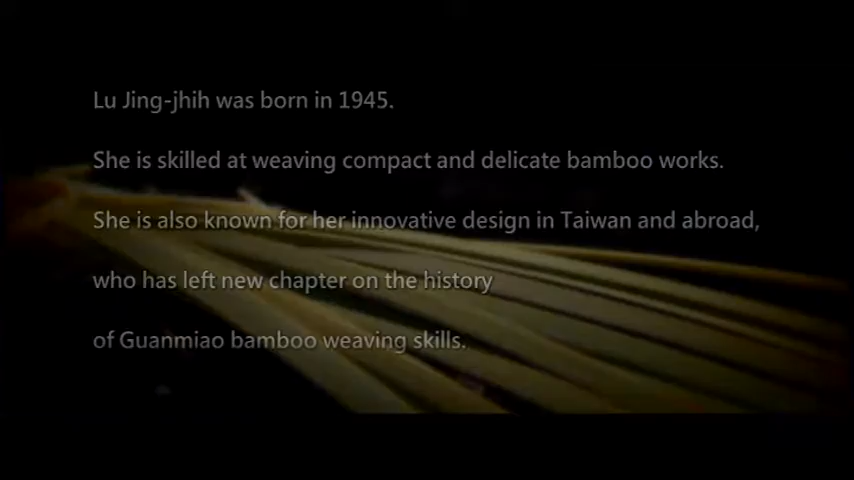 Lu Jing-jhih was born in 1945.
She is skilled at weaving compact and delicate bamboo works.
She is also known for her innovative design in Taiwan and abroad,
who has left new chapter on the history
of Guanmiao bamboo weaving skills.